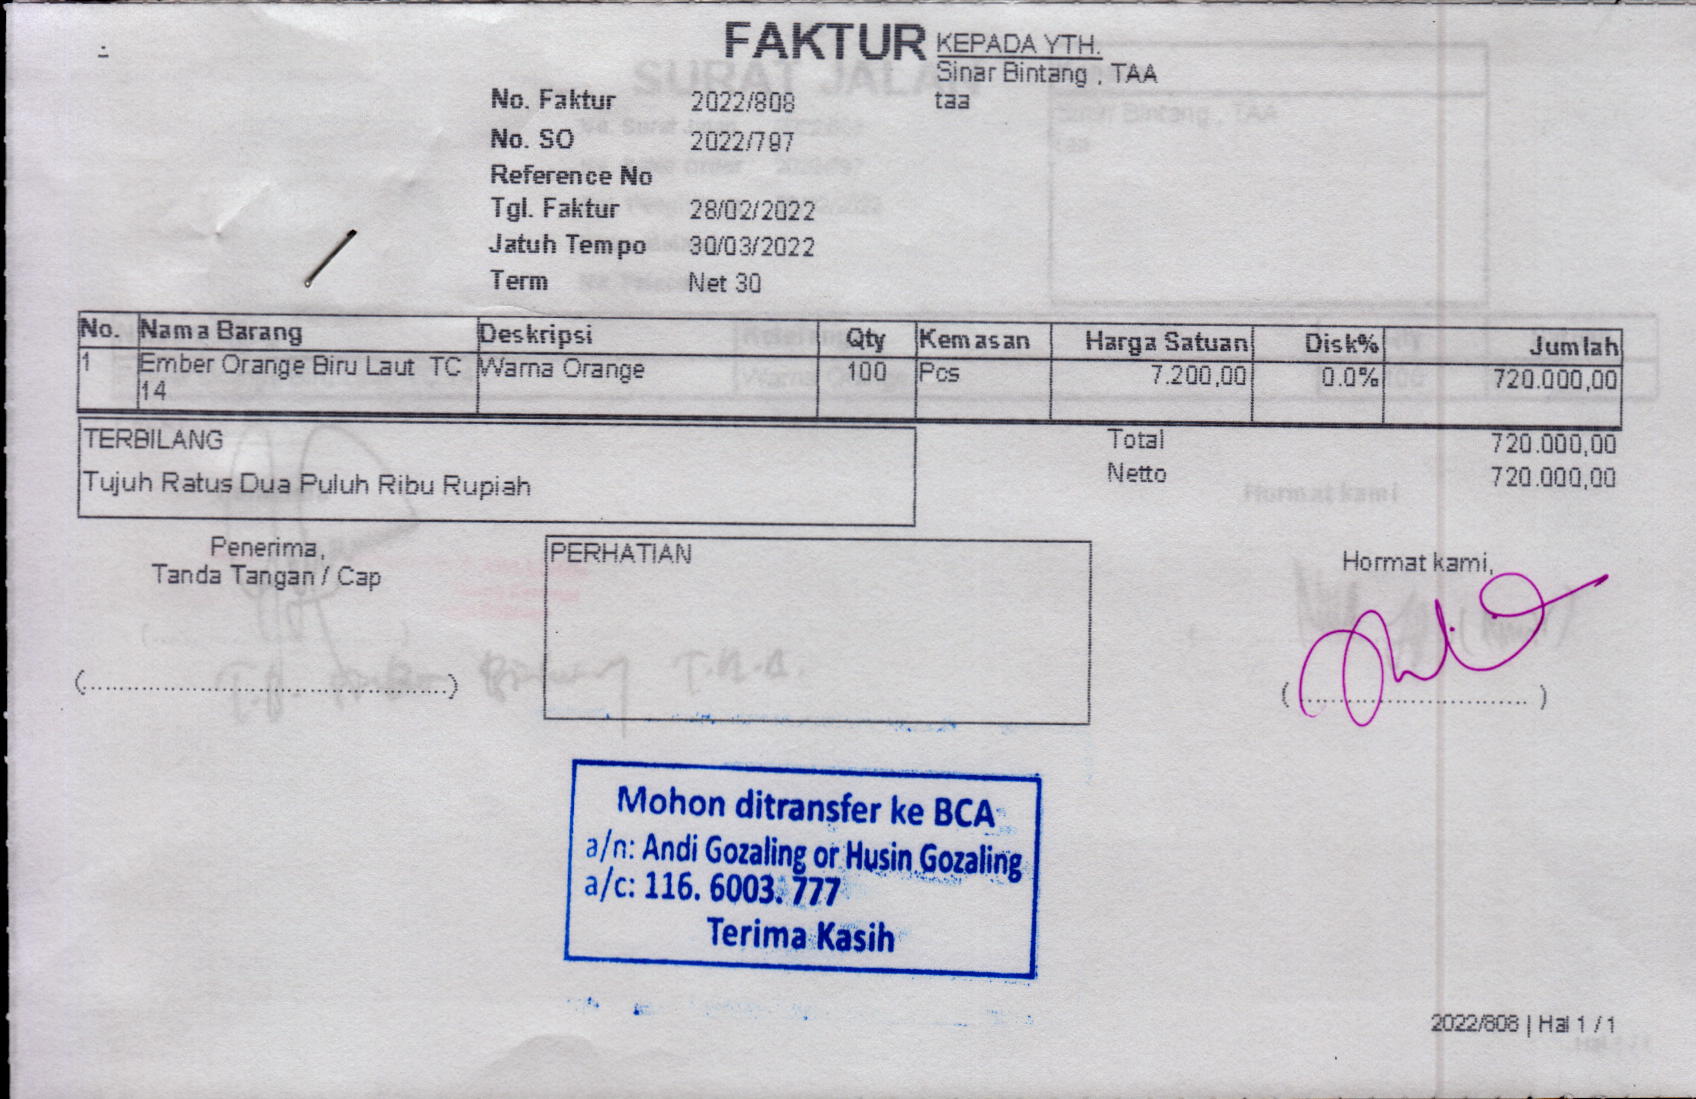 FAKTUR
KEPADA YTH.
Sinar Bintang , TAA
taa
No. Faktur 2022/808
No. SO 2022/797
Reference No
Tgl. Faktur 28/02/2022
Jatuh Tempo 30/03/2022
Term Net 30
No. Nama Barang Deskripsi Qty Kemasan Harga Satuan Disk% Jumlah
1 Ember Orange Biru Laut TC Warna Orange 100 Pcs 7.200,00 0.0% 720.000,00
14
TERBILANG
Tujuh Ratus Dua Puluh Ribu Rupiah
Total 720.000,00
Netto 720.000,00
Penerima,
Tanda Tangan / Cap
(................................................)
PERHATIAN
Hormat kami,
(................................)
Mohon ditransfer ke BCA
a/n: Andi Gozaling or Husin Gozaling
a/c: 116. 6003. 777
Terima Kasih
2022/808 | Hal 1 / 1